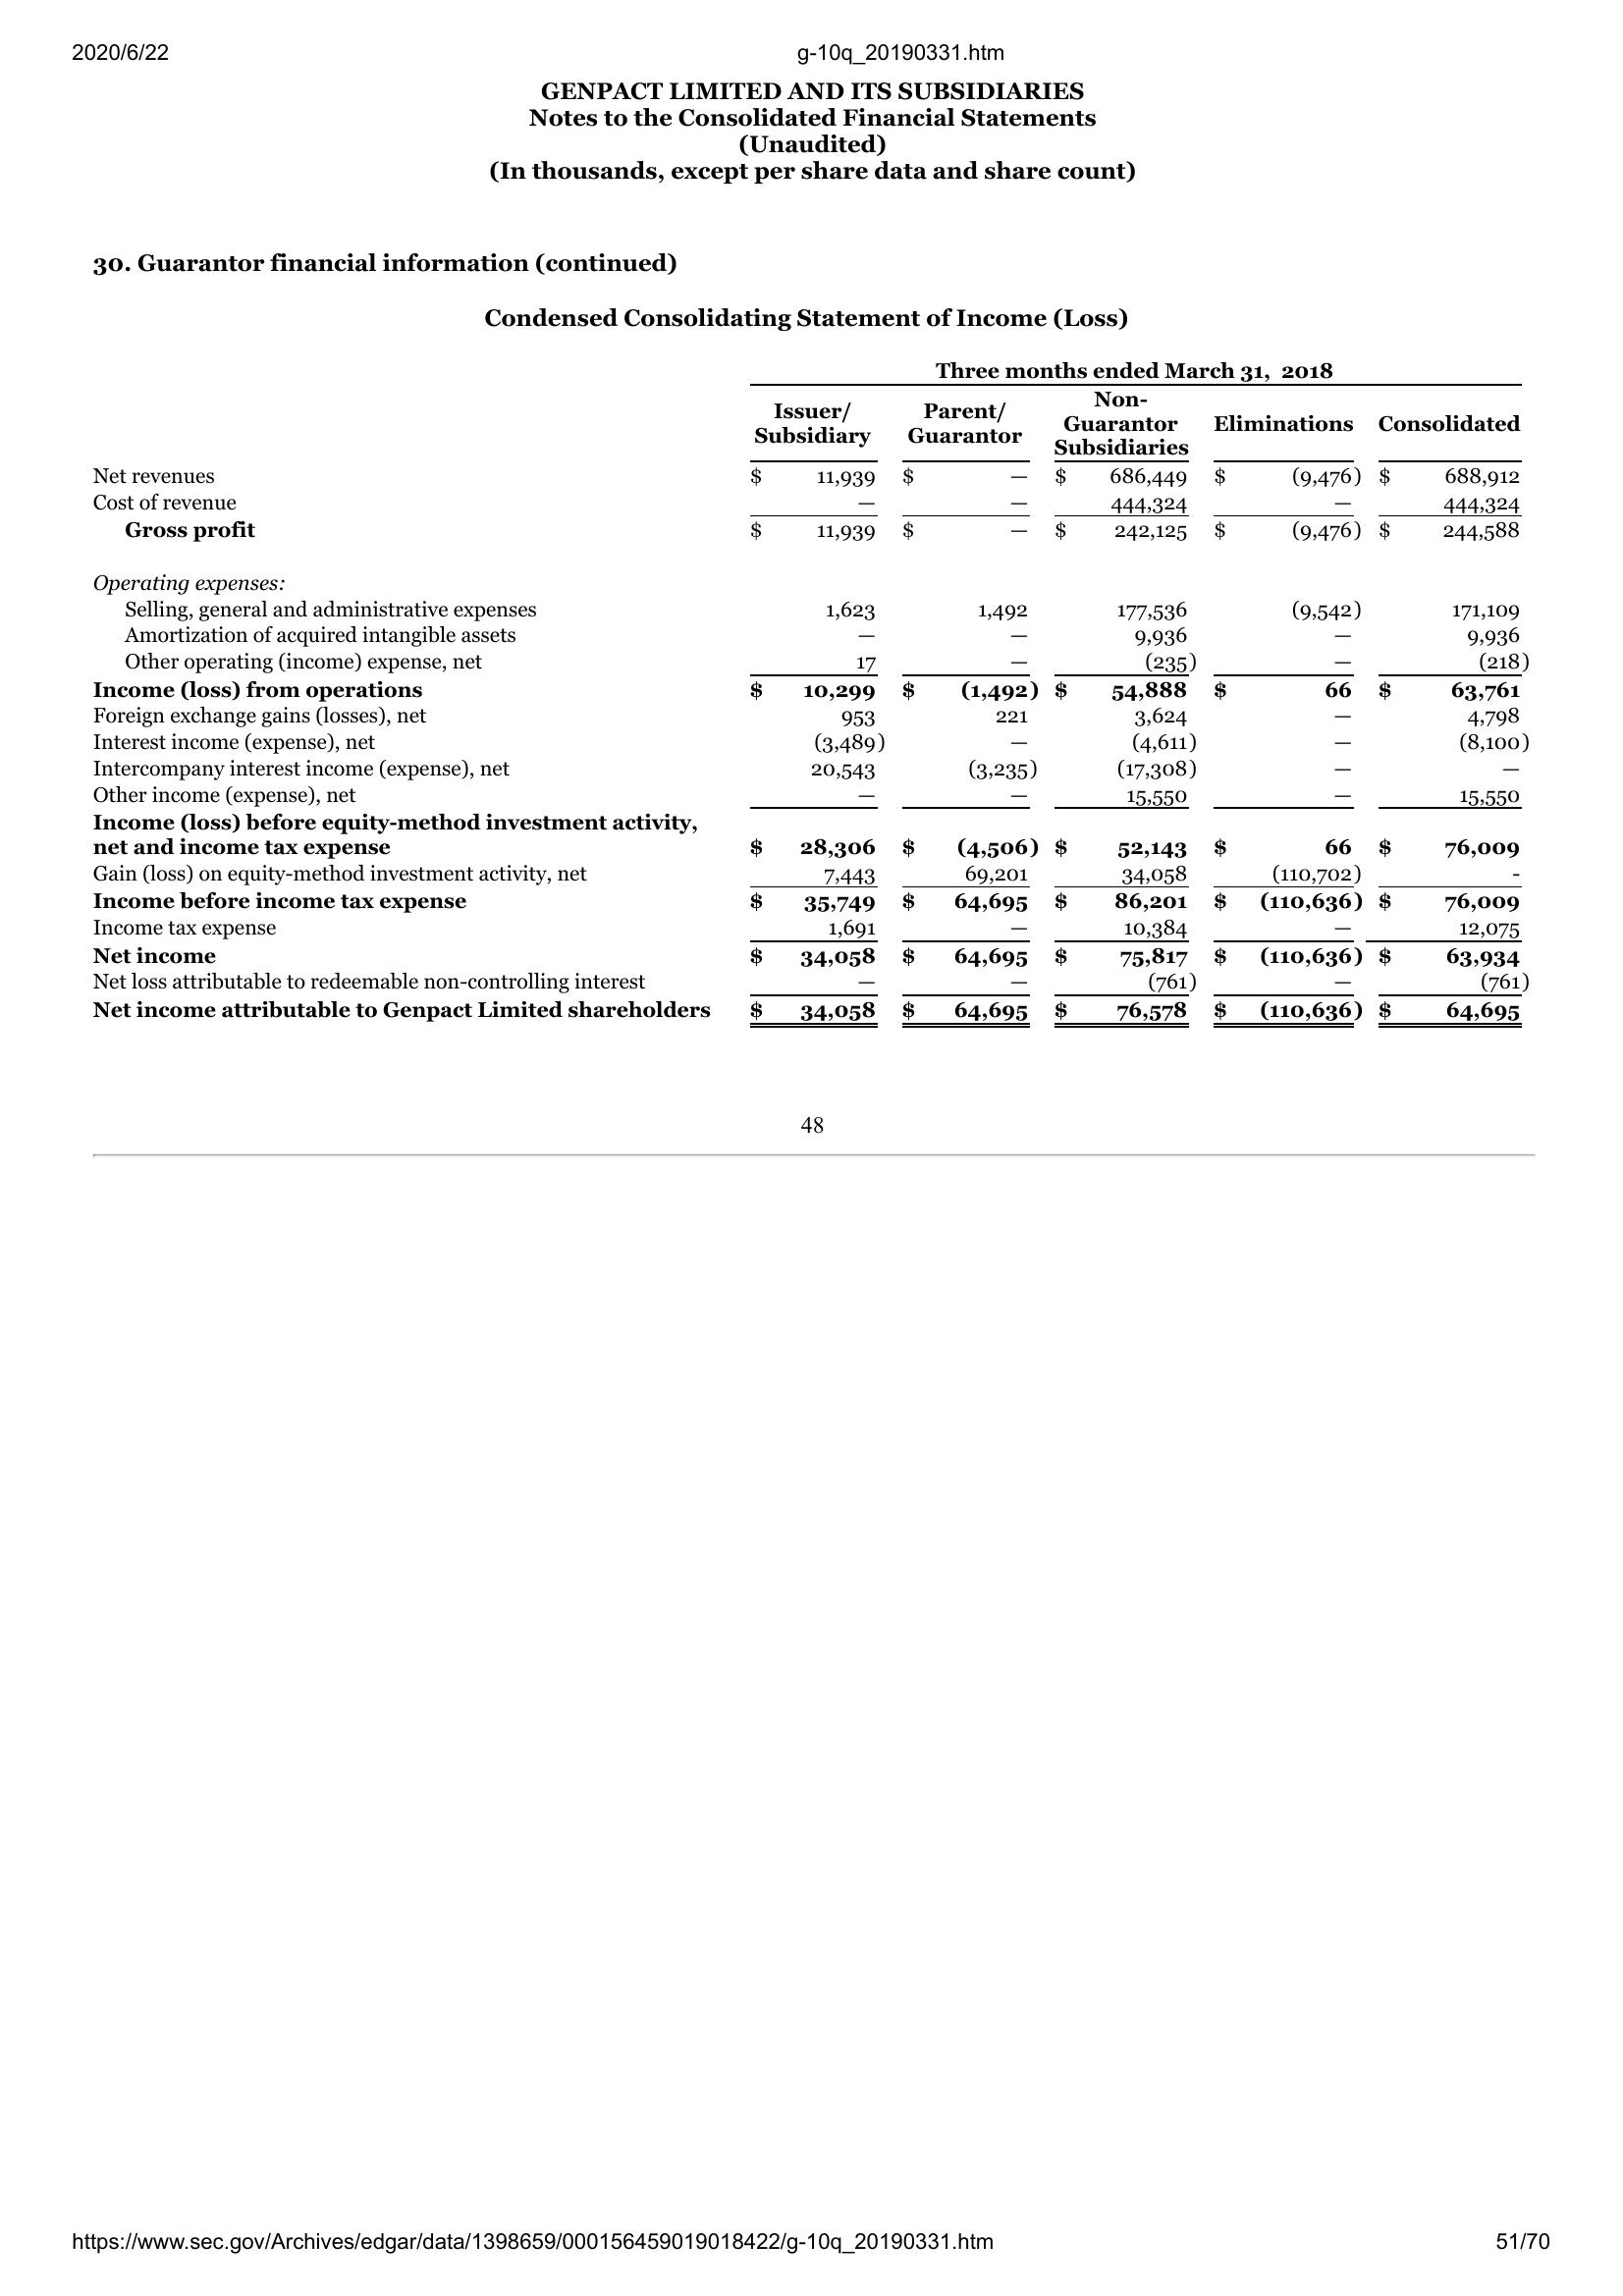 2020/6/22 g-10q_20190331.htm
GENPACT LIMITED AND ITS SUBSIDIARIES
Notes to the Consolidated Financial Statements
(Unaudited)
(In thousands, except per share data and share count)
30. Guarantor financial information (continued)
Condensed Consolidating Statement of Income (Loss)
Three months ended March 31, 2018
Issuer/ Subsidiary Parent/ Guarantor Non- Guarantor Subsidiaries Eliminations Consolidated
Net revenues $ 11,939 $ — $ 686,449 $ (9,476) $ 688,912
Cost of revenue — — 444,324 — 444,324
Gross profit $ 11,939 $ — $ 242,125 $ (9,476) $ 244,588
Operating expenses:
Selling, general and administrative expenses 1,623 1,492 177,536 (9,542) 171,109
Amortization of acquired intangible assets — — 9,936 — 9,936
Other operating (income) expense, net 17 — (235) — (218)
Income (loss) from operations $ 10,299 $ (1,492) $ 54,888 $ 66 $ 63,761
Foreign exchange gains (losses), net 953 221 3,624 — 4,798
Interest income (expense), net (3,489) — (4,611) — (8,100)
Intercompany interest income (expense), net 20,543 (3,235) (17,308) — —
Other income (expense), net — — 15,550 — 15,550
Income (loss) before equity-method investment activity,
net and income tax expense $ 28,306 $ (4,506) $ 52,143 $ 66 $ 76,009
Gain (loss) on equity-method investment activity, net 7,443 69,201 34,058 (110,702) -
Income before income tax expense $ 35,749 $ 64,695 $ 86,201 $ (110,636) $ 76,009
Income tax expense 1,691 — 10,384 — 12,075
Net income $ 34,058 $ 64,695 $ 75,817 $ (110,636) $ 63,934
Net loss attributable to redeemable non-controlling interest — — (761) — (761)
Net income attributable to Genpact Limited shareholders $ 34,058 $ 64,695 $ 76,578 $ (110,636) $ 64,695
48
https://www.sec.gov/Archives/edgar/data/1398659/000156459019018422/g-10q_20190331.htm 51/70